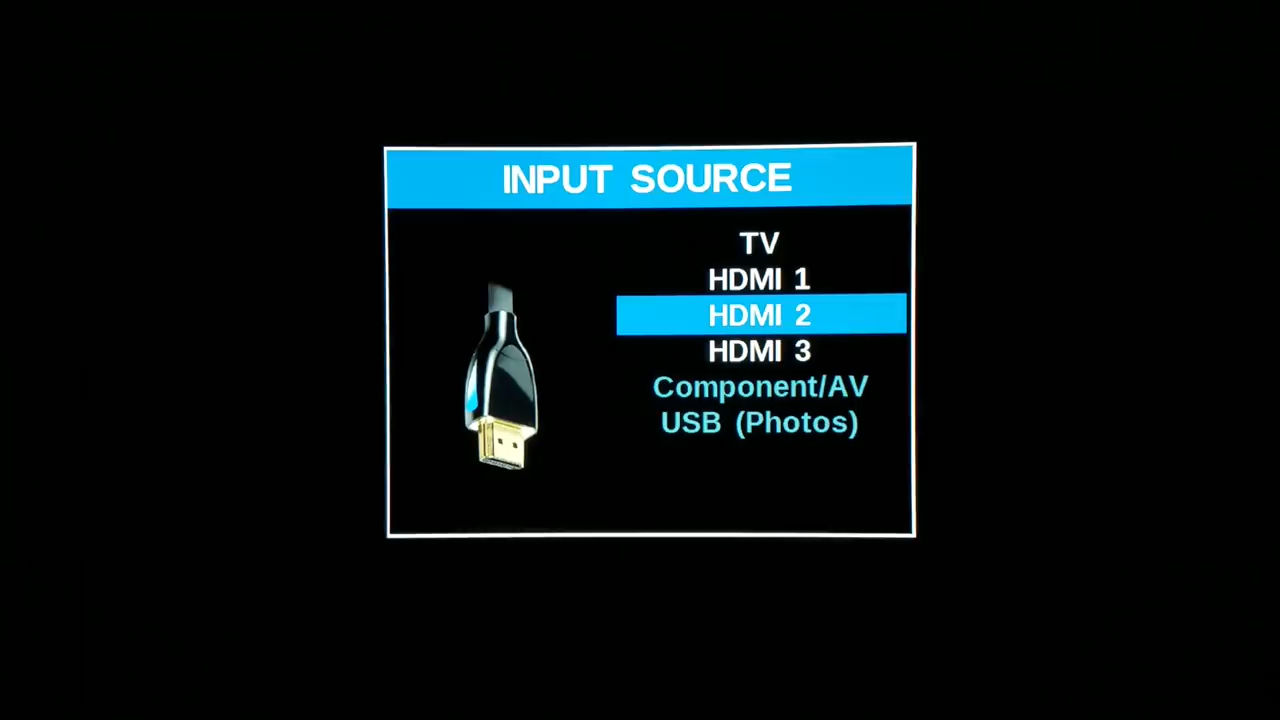 INPUT SOURCE
TV
HDMI 1
HDMI 2
HDMI 3
Component/AV
USB (Photos)